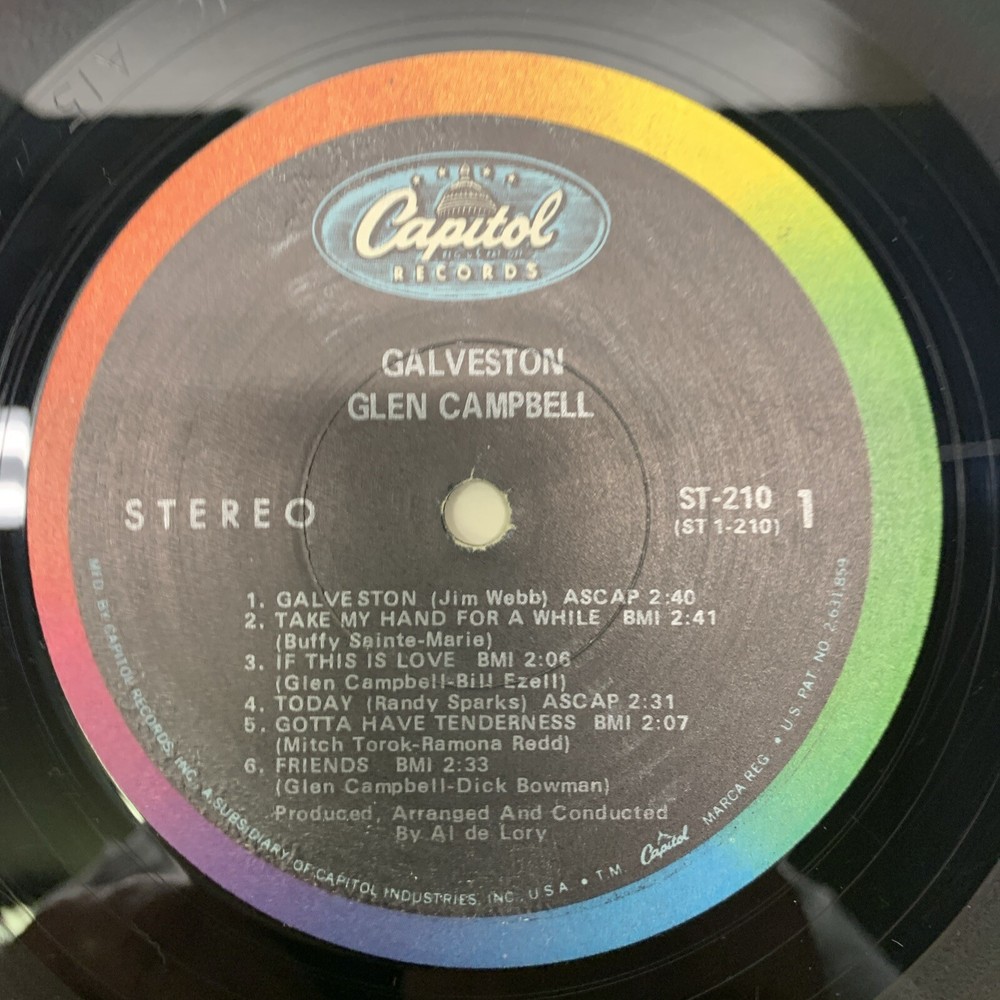 Capitol
RECORDS
GALVESTON
GLEN CAMPBELL
STEREO
ST-210 1
(ST 1-210)
1. GALVESTON (Jim Webb) ASCAP 2:40
2. TAKE MY HAND FOR A WHILE BMI 2:41
(Buffy Sainte-Marie)
3. IF THIS IS LOVE BMI 2:06
(Glen Campbell-Bill Ezell)
4. TODAY (Randy Sparks) ASCAP 2:31
5. GOTTA HAVE TENDERNESS BMI 2:07
(Mitch Torok-Ramona Redd)
6. FRIENDS BMI 2:33
(Glen Campbell-Dick Bowman)
Produced, Arranged And Conducted
By Al de Lory
MFD. BY CAPITOL RECORDS, INC. A SUBSIDIARY OF CAPITOL INDUSTRIES, INC., U.S.A. • T.M. Capitol MARCA REG. • U.S. PAT. NO. 2,631,859